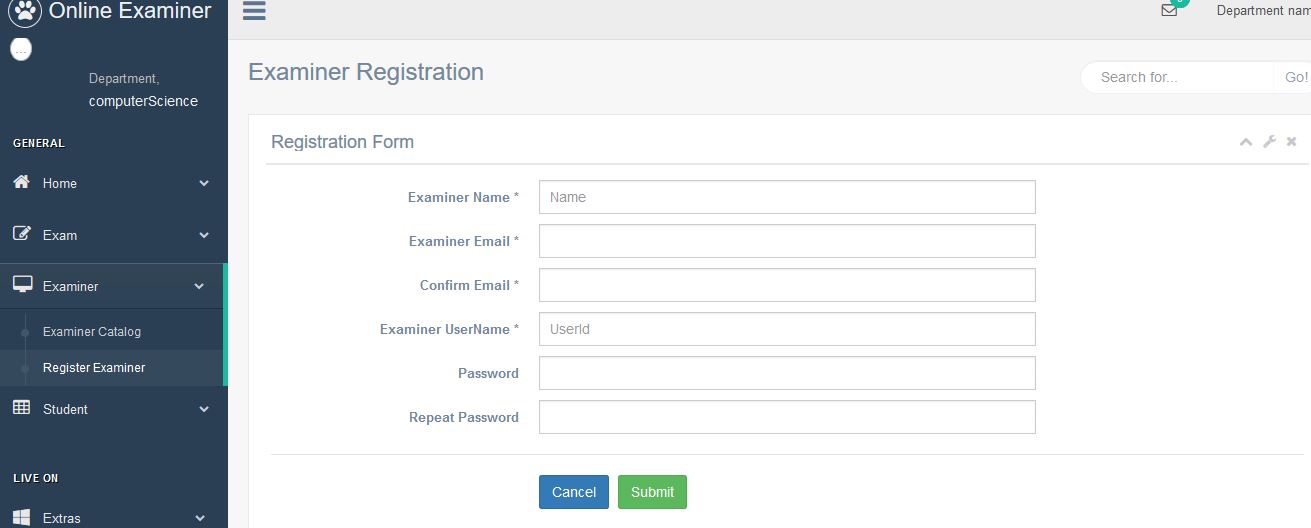 Online Examiner
...
Department,
computerScience
GENERAL
Home
Exam
Examiner
Examiner Catalog
Register Examiner
Student
LIVE ON
Extras
Department nam
Examiner Registration
Search for... Go!
Registration Form
Examiner Name * Name
Examiner Email *
Confirm Email *
Examiner UserName * UserId
Password
Repeat Password
Cancel Submit